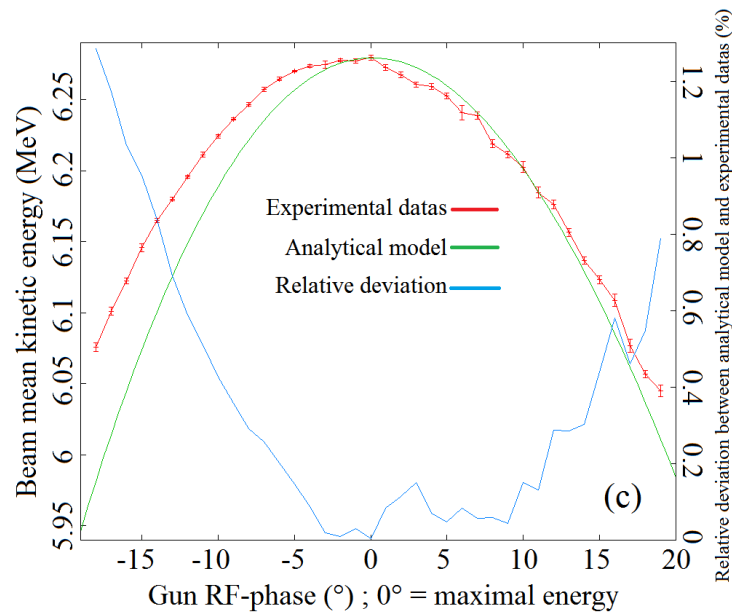 Beam mean kinetic energy (MeV)
6.25
6.2
6.15
6.1
6.05
6
5.95
Experimental datas
Analytical model
Relative deviation
(c)
1.2
1
0.8
0.6
0.4
0.2
0
Relative deviation between analytical model and experimental datas (%)
-15 -10 -5 0 5 10 15 20
Gun RF-phase (°) ; 0° = maximal energy